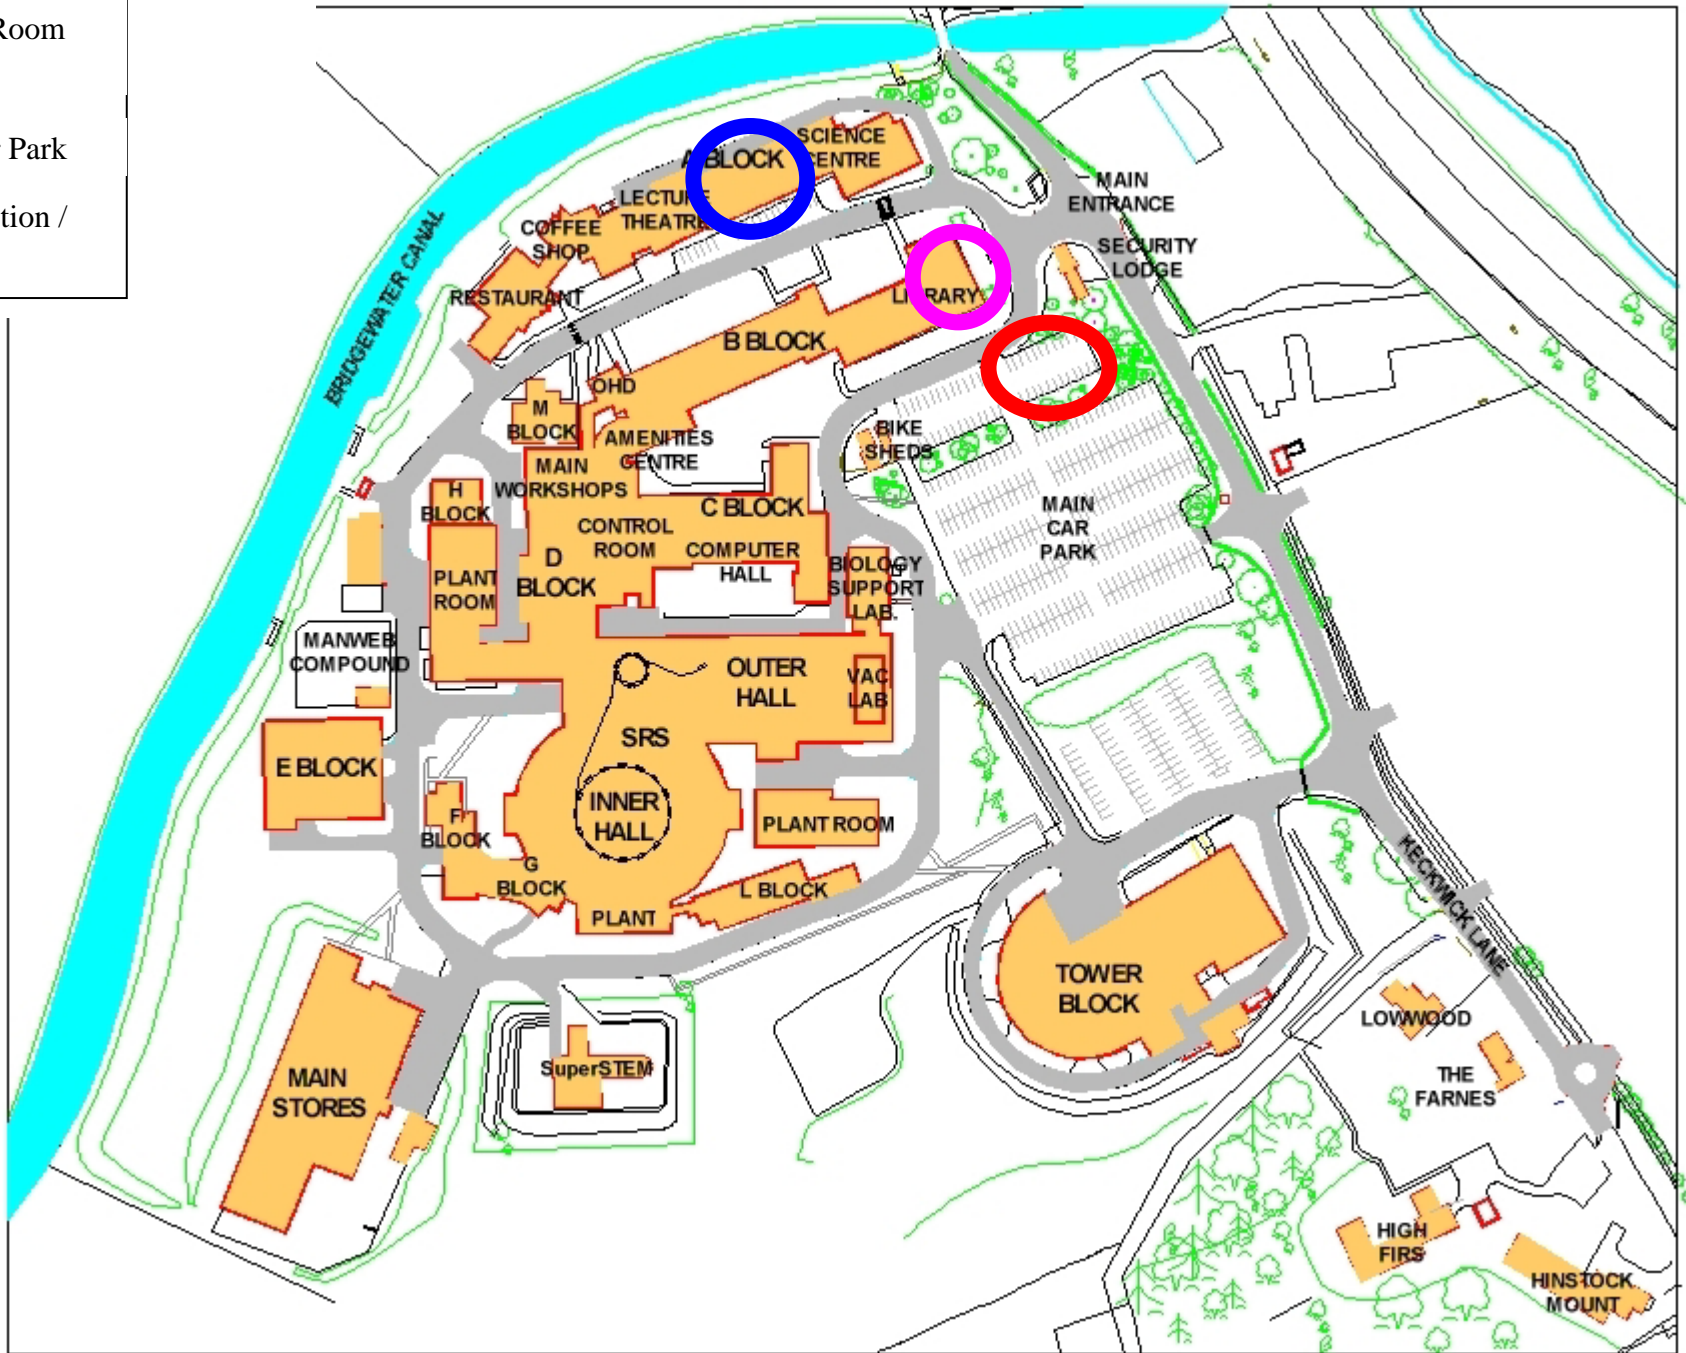 Room
Park
tion /
A BLOCK
SCIENCE
CENTRE
LECTURE
THEATRE
COFFEE
SHOP
RESTAURANT
BRIDGEWATER CANAL
MAIN
ENTRANCE
SECURITY
LODGE
LIBRARY
B BLOCK
OHD
M
BLOCK
AMENITIES
CENTRE
BIKE
SHEDS
MAIN
WORKSHOPS
H
BLOCK
C BLOCK
CONTROL
ROOM
COMPUTER
HALL
MAIN
CAR
PARK
D
BLOCK
PLANT
ROOM
BIOLOGY
SUPPORT
LAB.
MANWEB
COMPOUND
OUTER
HALL
VAC
LAB
SRS
E BLOCK
INNER
HALL
F
BLOCK
PLANT ROOM
G
BLOCK
L BLOCK
PLANT
KECKWICK LANE
TOWER
BLOCK
LOWWOOD
SuperSTEM
MAIN
STORES
THE
FARNES
HIGH
FIRS
HINSTOCK
MOUNT